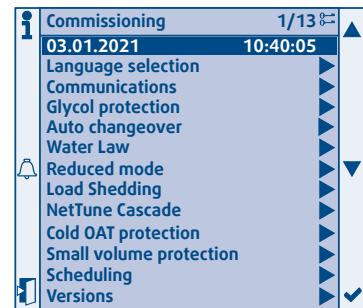 Commissioning 1/13
03.01.2021 10:40:05
Language selection
Communications
Glycol protection
Auto changeover
Water Law
Reduced mode
Load Shedding
NetTune Cascade
Cold OAT protection
Small volume protection
Scheduling
Versions